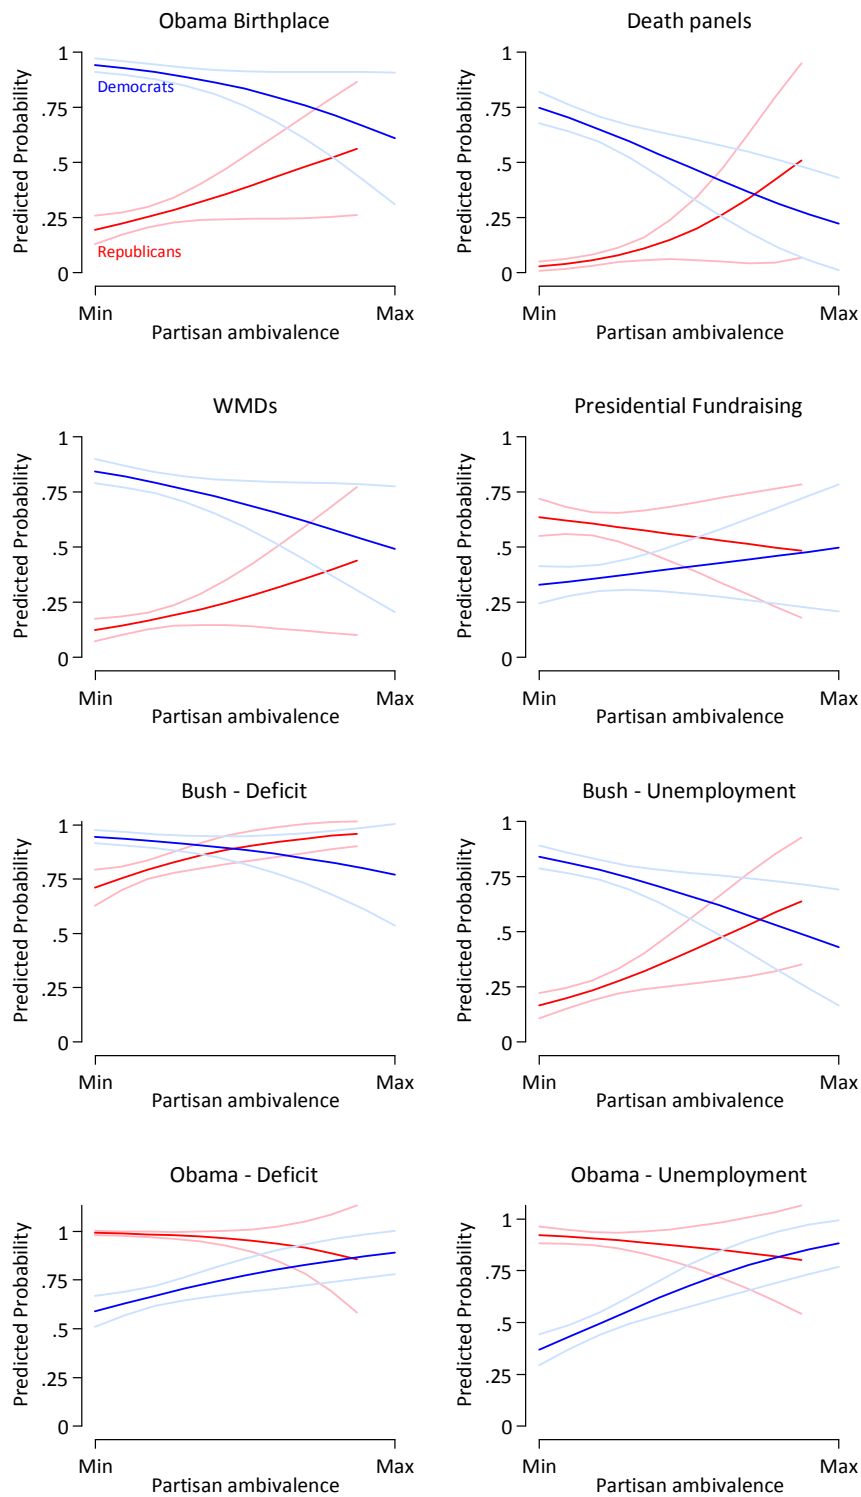 Obama Birthplace
Predicted Probability
1
.75
.5
.25
0
Democrats
Republicans
Min
Max
Partisan ambivalence
Death panels
Predicted Probability
1
.75
.5
.25
0
Min
Max
Partisan ambivalence
WMDs
Predicted Probability
1
.75
.5
.25
0
Min
Max
Partisan ambivalence
Presidential Fundraising
Predicted Probability
1
.75
.5
.25
0
Min
Max
Partisan ambivalence
Bush - Deficit
Predicted Probability
1
.75
.5
.25
0
Min
Max
Partisan ambivalence
Bush - Unemployment
Predicted Probability
1
.75
.5
.25
0
Min
Max
Partisan ambivalence
Obama - Deficit
Predicted Probability
1
.75
.5
.25
0
Min
Max
Partisan ambivalence
Obama - Unemployment
Predicted Probability
1
.75
.5
.25
0
Min
Max
Partisan ambivalence